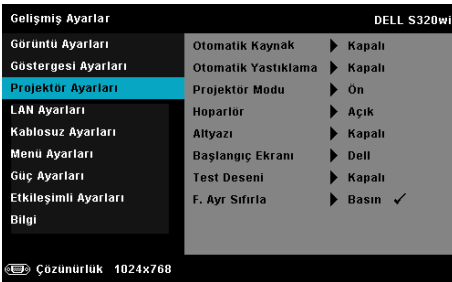 Gelişmiş Ayarlar DELL S320wi
Görüntü Ayarları
Göstergesi Ayarları
Projektör Ayarları
LAN Ayarları
Kablosuz Ayarları
Menü Ayarları
Güç Ayarları
Etkileşimli Ayarları
Bilgi
Otomatik Kaynak Kapalı
Otomatik Yastıklama Kapalı
Projektör Modu Ön
Hoparlör Açık
Altyazı Kapalı
Başlangıç Ekranı Dell
Test Deseni Kapalı
F. Ayr Sıfırla Basın ✓
Çözünürlük 1024x768